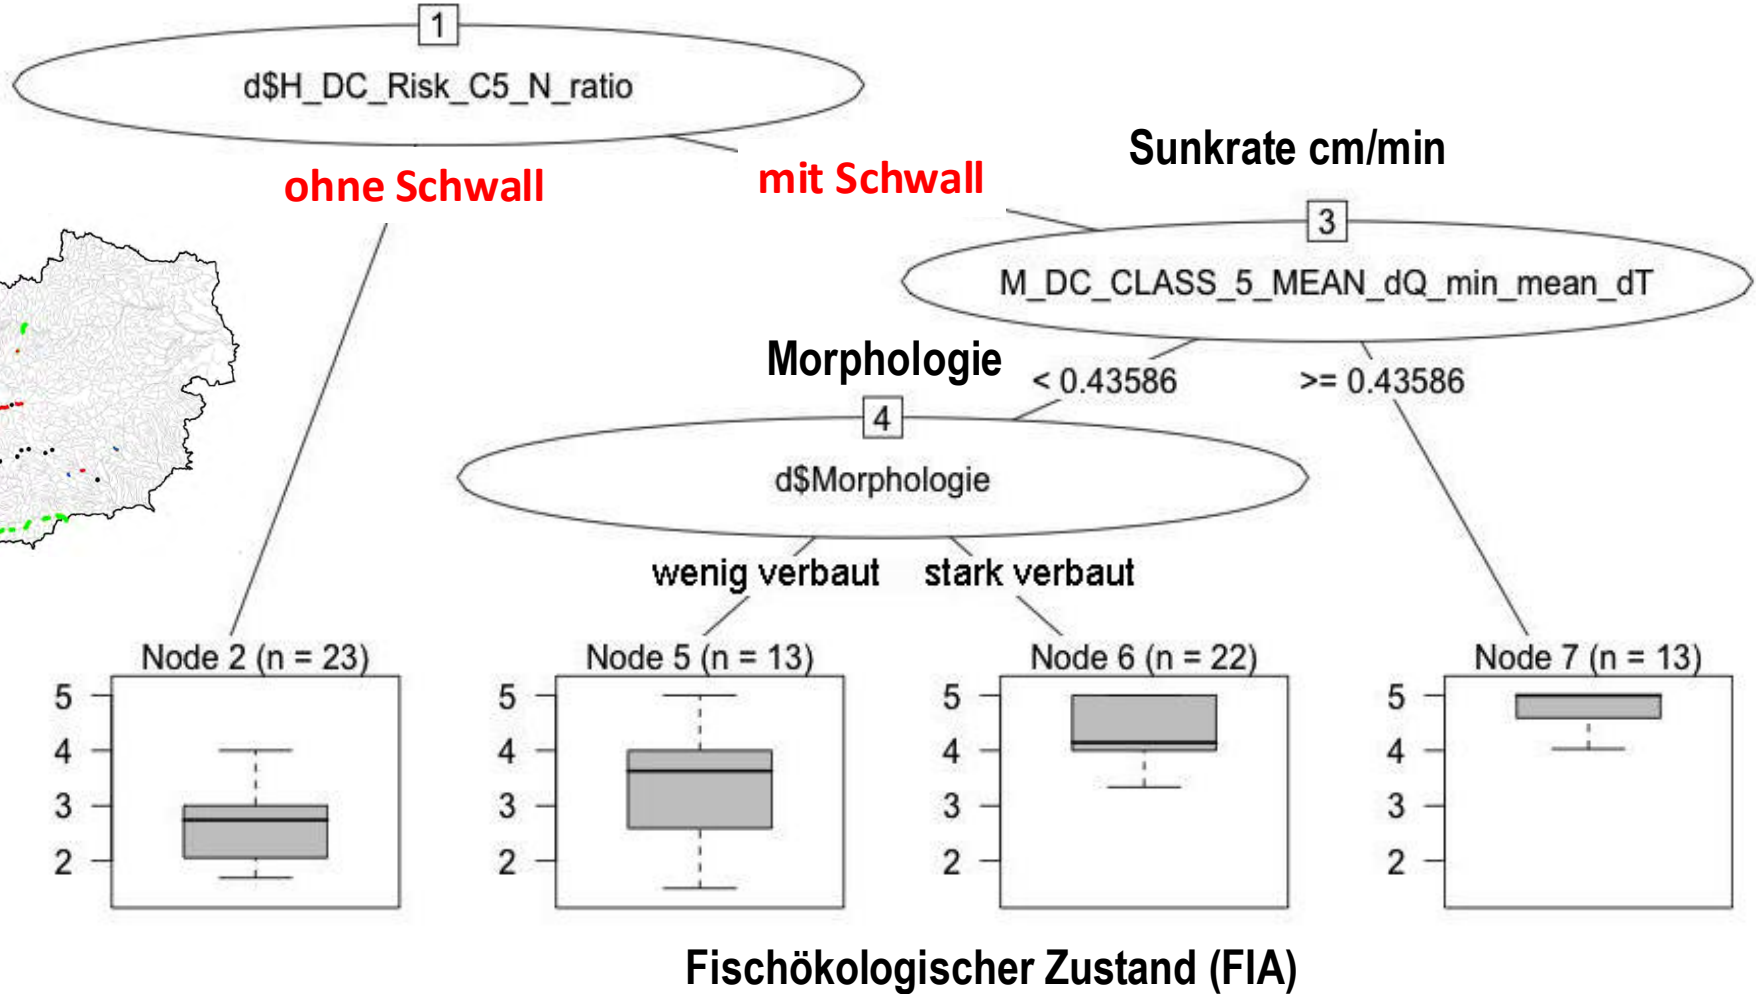 1
d$H_DC_Risk_C5_N_ratio
ohne Schwall
mit Schwall
Sunkrate cm/min
3
M_DC_CLASS_5_MEAN_dQ_min_mean_dT
< 0.43586
>= 0.43586
Morphologie
4
d$Morphologie
wenig verbaut
stark verbaut
Node 2 (n = 23)
5
4
3
2
Node 5 (n = 13)
5
4
3
2
Node 6 (n = 22)
5
4
3
2
Node 7 (n = 13)
5
4
3
2
Fischökologischer Zustand (FIA)